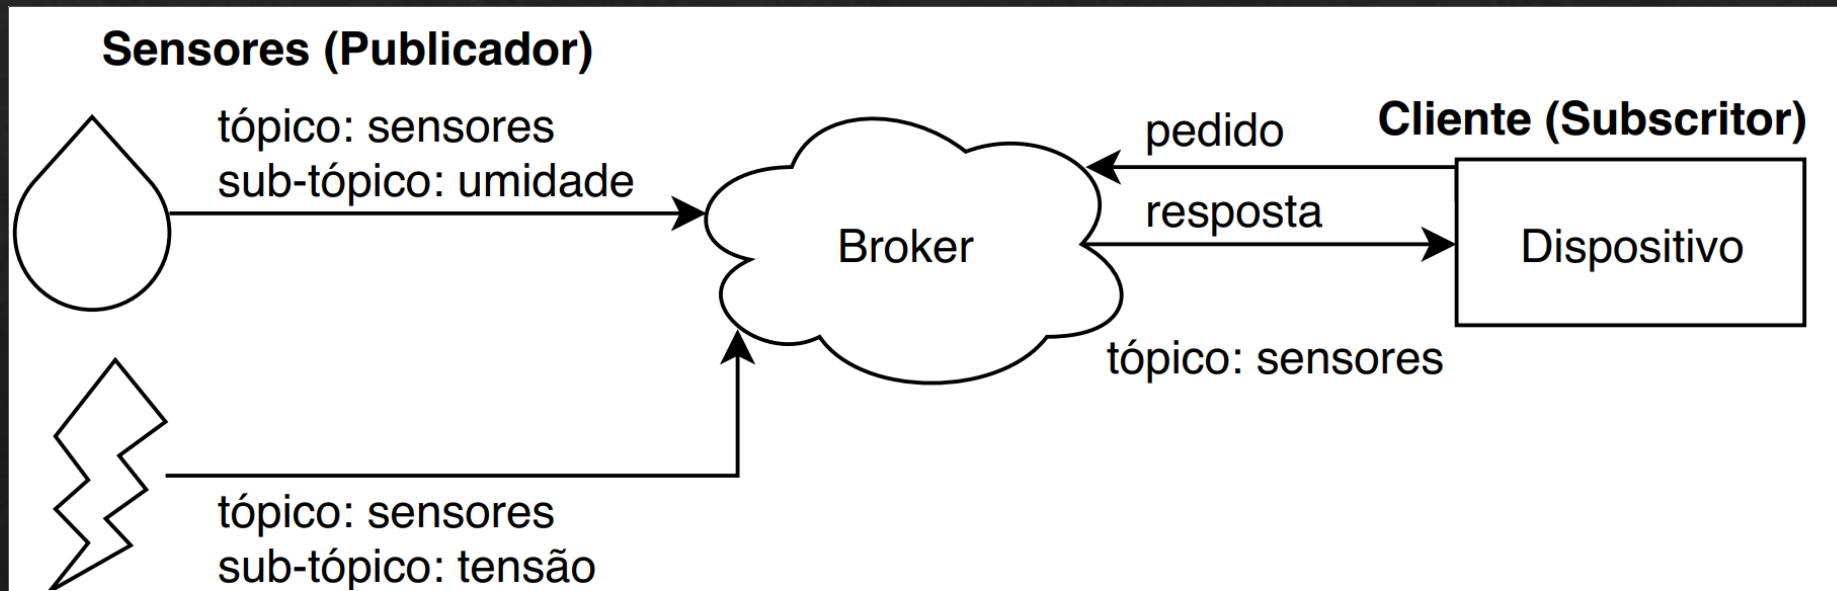 Sensores (Publicador)
tópico: sensores
sub-tópico: umidade
pedido
Cliente (Subscritor)
resposta
Broker
Dispositivo
tópico: sensores
tópico: sensores
sub-tópico: tensão